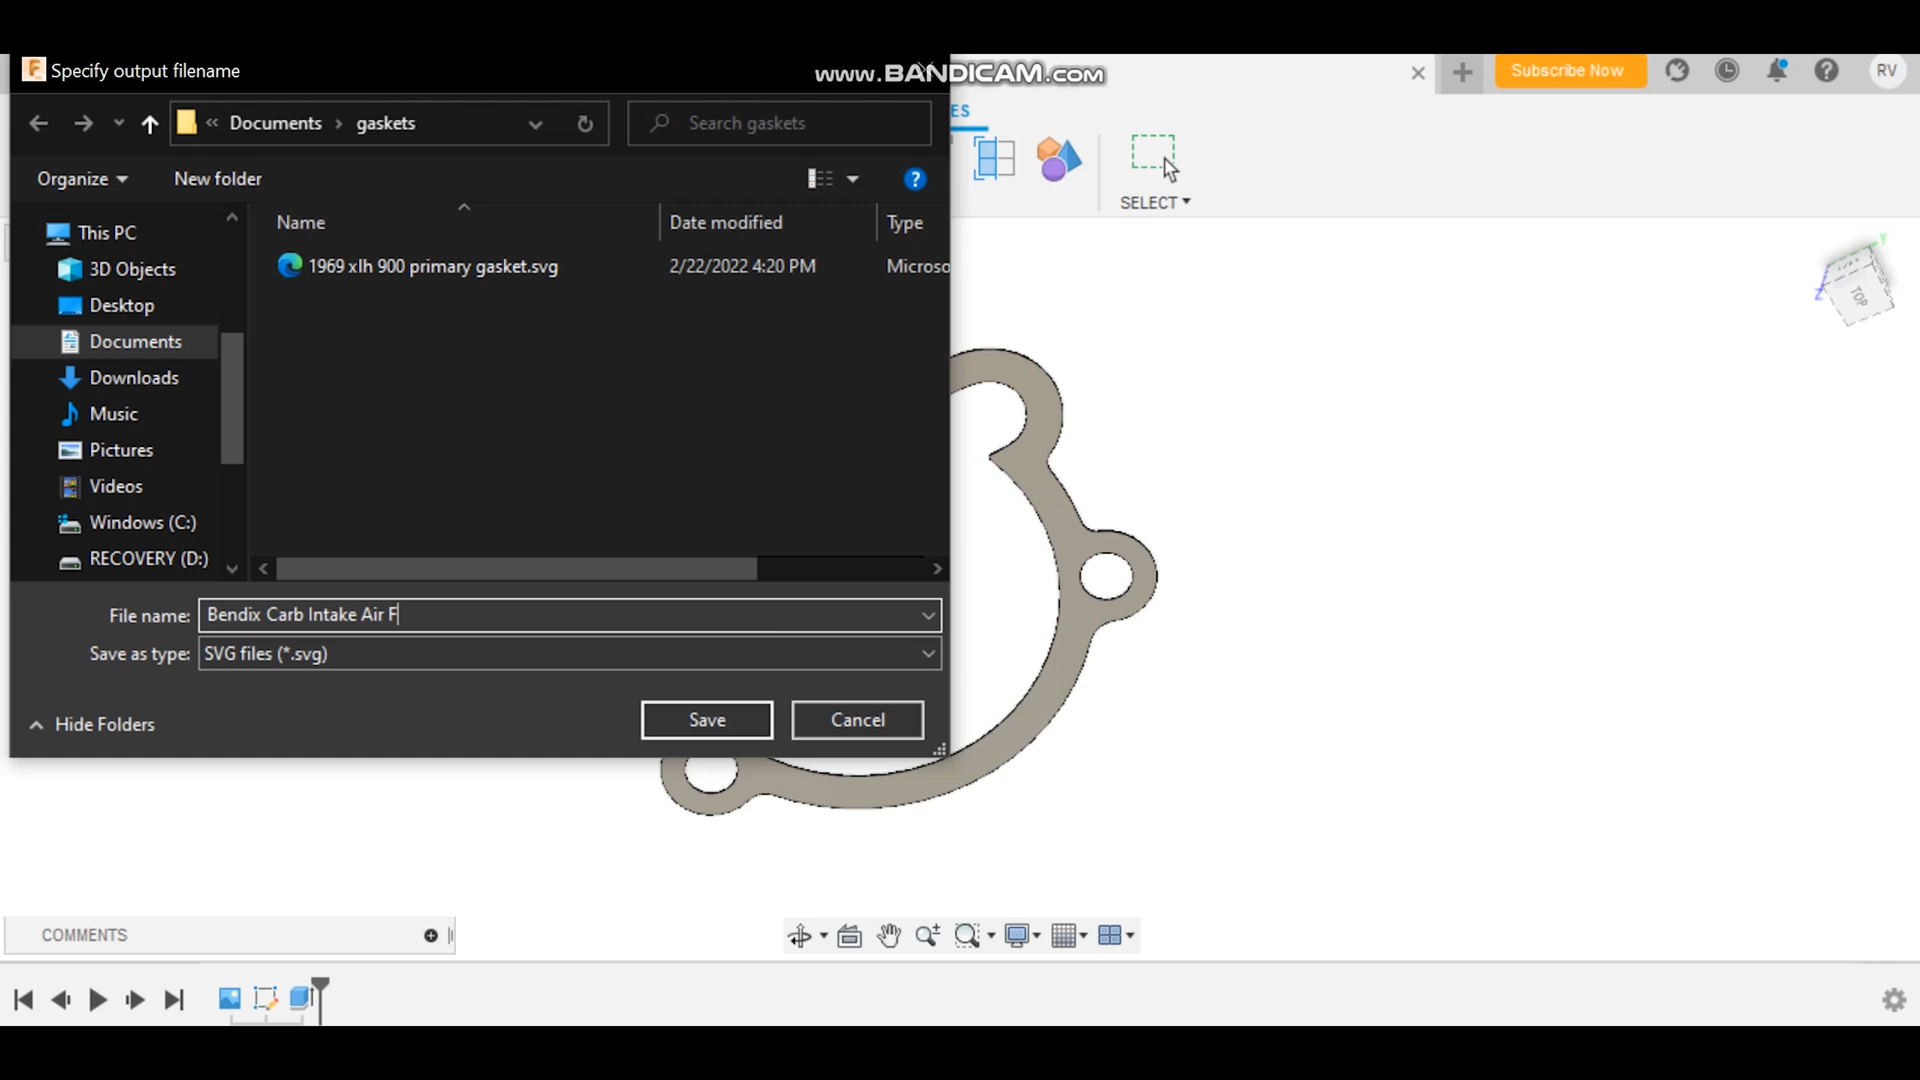 Specify output filename
www.BANDICAM.com
Subscribe Now
RV
« Documents › gaskets
Search gaskets
ES
Organize
New folder
SELECT
Name
Date modified
Type
This PC
3D Objects
Desktop
Documents
Downloads
Music
Pictures
Videos
Windows (C:)
RECOVERY (D:)
1969 xlh 900 primary gasket.svg
2/22/2022 4:20 PM
Microso
TOP
Y
Z
File name:
Bendix Carb Intake Air F
Save as type:
SVG files (*.svg)
Hide Folders
Save
Cancel
COMMENTS